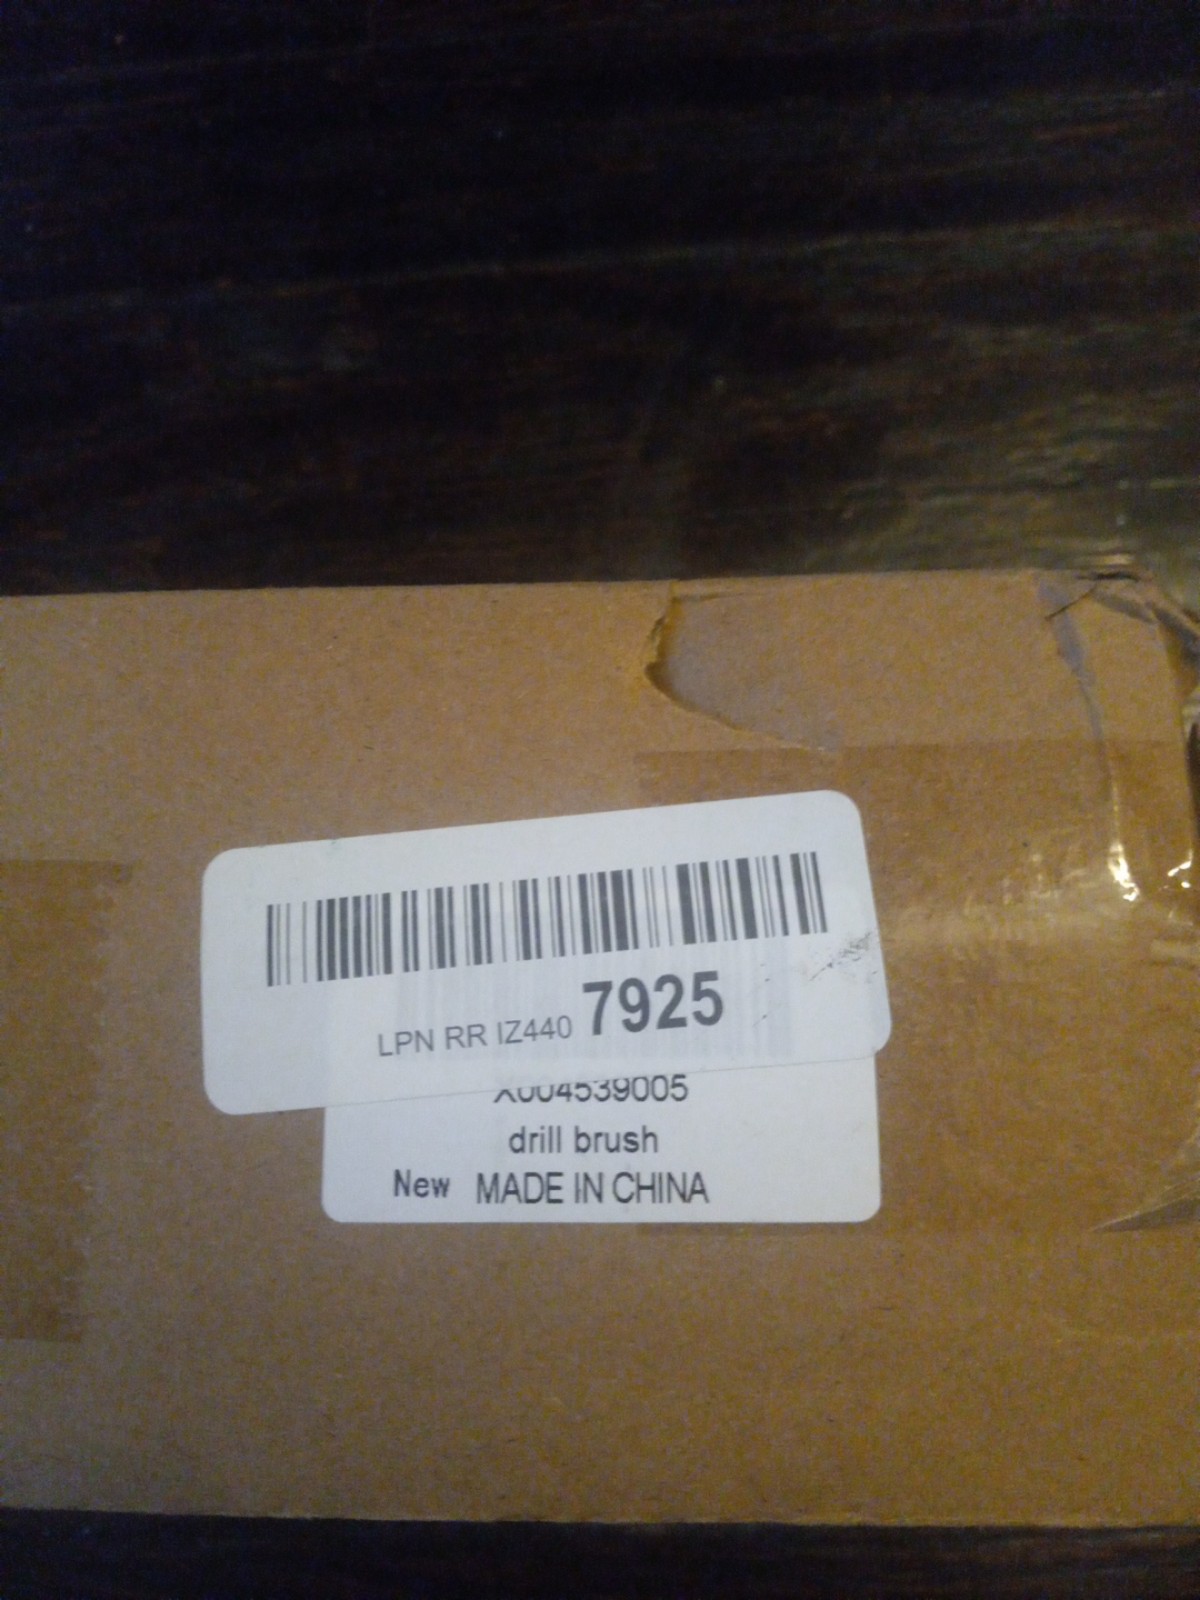 LPN RR IZ440 7925
X004539005
drill brush
New MADE IN CHINA